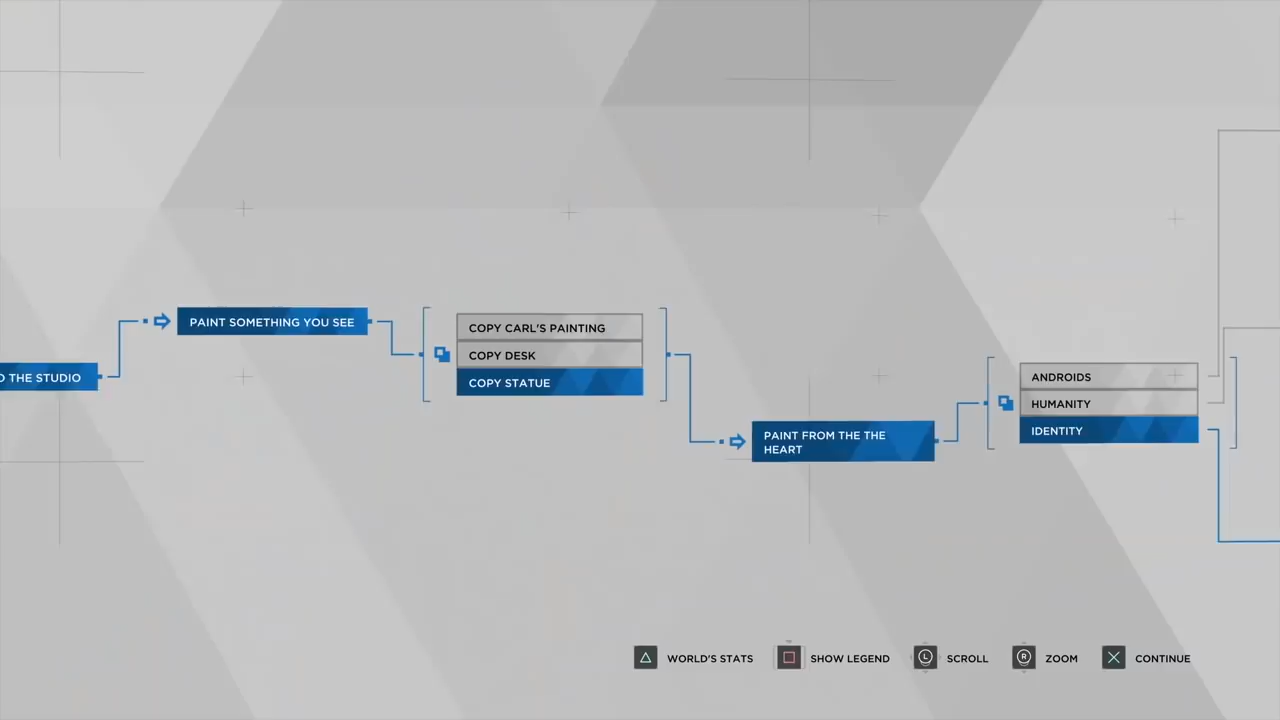 O THE STUDIO
PAINT SOMETHING YOU SEE
COPY CARL'S PAINTING
COPY DESK
COPY STATUE
PAINT FROM THE THE
HEART
ANDROIDS
HUMANITY
IDENTITY
WORLD'S STATS
SHOW LEGEND
L
SCROLL
R
ZOOM
CONTINUE